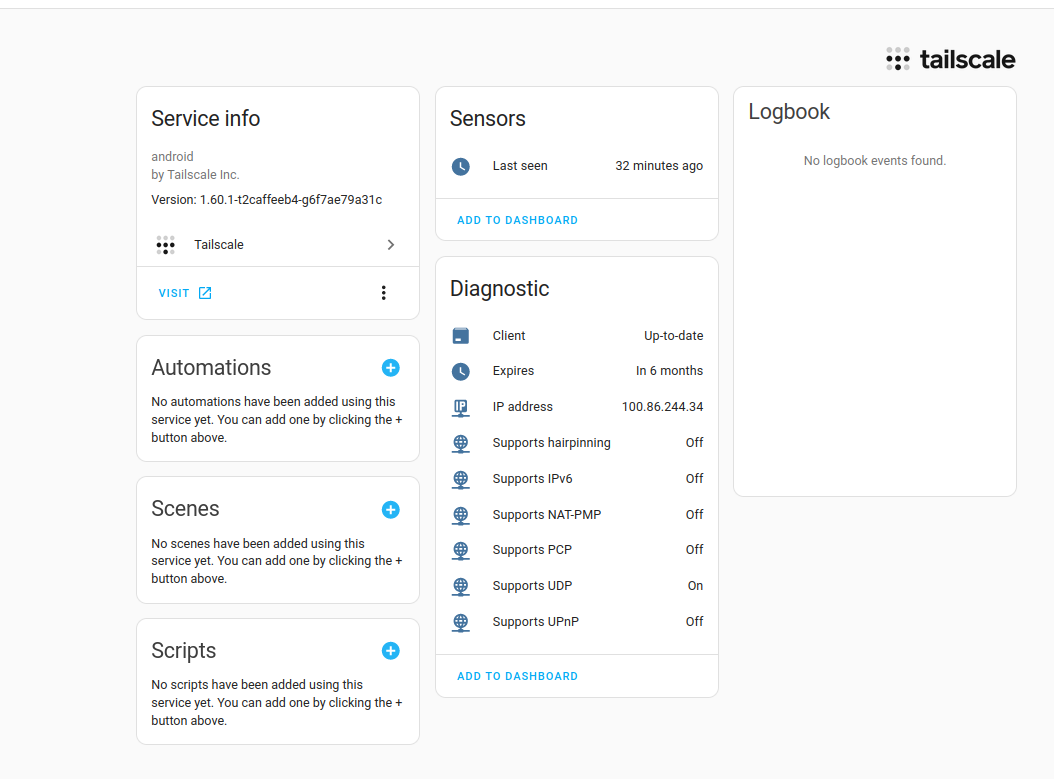 tailscale
Service info
android
by Tailscale Inc.
Version: 1.60.1-t2caffeeb4-g6f7ae79a31c
Tailscale
VISIT
Automations
No automations have been added using this
service yet. You can add one by clicking the +
button above.
Scenes
No scenes have been added using this
service yet. You can add one by clicking the +
button above.
Scripts
No scripts have been added using this
service yet. You can add one by clicking the +
button above.
Sensors
Last seen 32 minutes ago
ADD TO DASHBOARD
Diagnostic
Client Up-to-date
Expires In 6 months
IP address 100.86.244.34
Supports hairpinning Off
Supports IPv6 Off
Supports NAT-PMP Off
Supports PCP Off
Supports UDP On
Supports UPnP Off
ADD TO DASHBOARD
Logbook
No logbook events found.